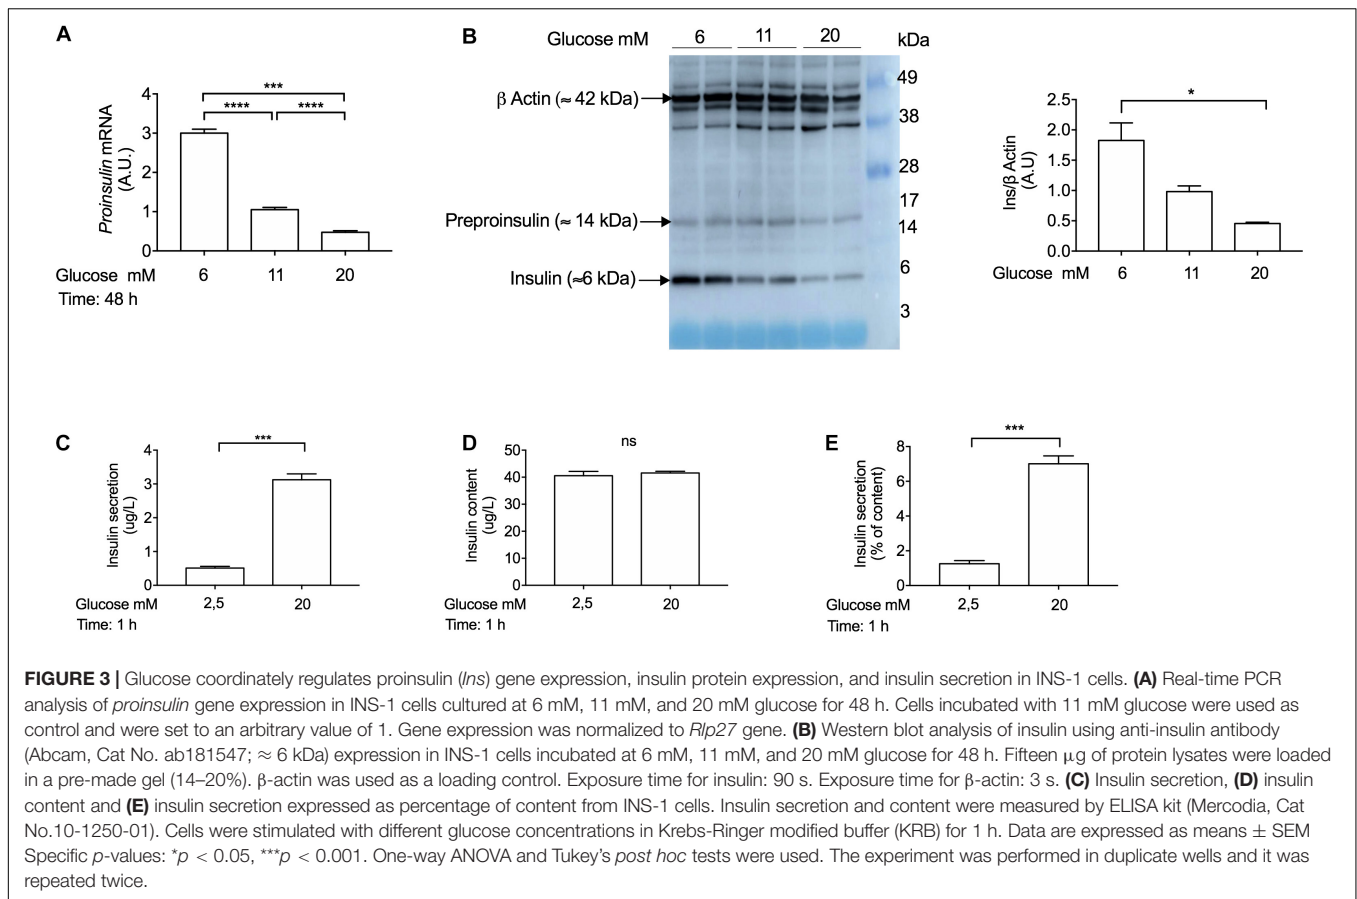 A
Proinsulin mRNA
(A.U.)
4
3
2
1
0
***
**** ****
Glucose mM 6 11 20
Time: 48 h
B
Glucose mM 6 11 20 kDa
β Actin (≈ 42 kDa)
Preproinsulin (≈ 14 kDa)
Insulin (≈6 kDa)
49
38
28
17
14
6
3
Ins/β Actin
(A.U)
2.5
2.0
1.5
1.0
0.5
0.0
*
Glucose mM 6 11 20
C
Insulin secretion
(ug/L)
4
3
2
1
0
***
Glucose mM 2,5 20
Time: 1 h
D
Insulin content
(ug/L)
50
40
30
20
10
0
ns
Glucose mM 2,5 20
Time: 1 h
E
Insulin secretion
(% of content)
8
6
4
2
0
***
Glucose mM 2,5 20
Time: 1 h
FIGURE 3 | Glucose coordinately regulates proinsulin (Ins) gene expression, insulin protein expression, and insulin secretion in INS-1 cells. (A) Real-time PCR
analysis of proinsulin gene expression in INS-1 cells cultured at 6 mM, 11 mM, and 20 mM glucose for 48 h. Cells incubated with 11 mM glucose were used as
control and were set to an arbitrary value of 1. Gene expression was normalized to Rlp27 gene. (B) Western blot analysis of insulin using anti-insulin antibody
(Abcam, Cat No. ab181547; ≈ 6 kDa) expression in INS-1 cells incubated at 6 mM, 11 mM, and 20 mM glucose for 48 h. Fifteen μg of protein lysates were loaded
in a pre-made gel (14–20%). β-actin was used as a loading control. Exposure time for insulin: 90 s. Exposure time for β-actin: 3 s. (C) Insulin secretion, (D) insulin
content and (E) insulin secretion expressed as percentage of content from INS-1 cells. Insulin secretion and content were measured by ELISA kit (Mercodia, Cat
No.10-1250-01). Cells were stimulated with different glucose concentrations in Krebs-Ringer modified buffer (KRB) for 1 h. Data are expressed as means ± SEM
Specific p-values: *p < 0.05, ***p < 0.001. One-way ANOVA and Tukey's post hoc tests were used. The experiment was performed in duplicate wells and it was
repeated twice.